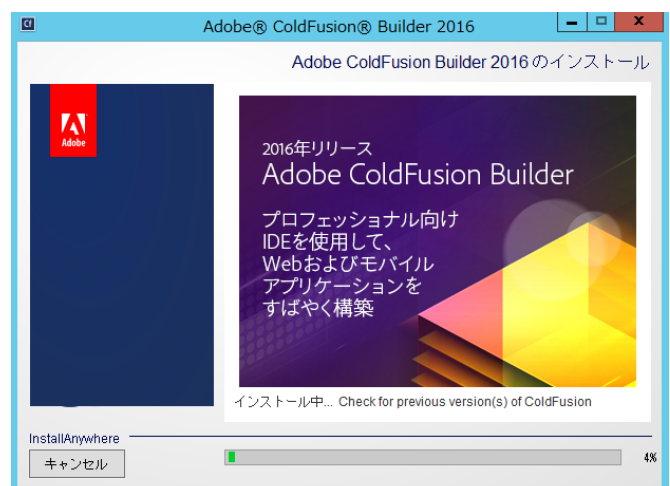 Cf
Adobe® ColdFusion® Builder 2016
Adobe ColdFusion Builder 2016 のインストール
Adobe
2016年リリース
Adobe ColdFusion Builder
プロフェッショナル向け
IDEを使用して、
Webおよびモバイル
アプリケーションを
すばやく構築
インストール中... Check for previous version(s) of ColdFusion
InstallAnywhere
キャンセル
4%